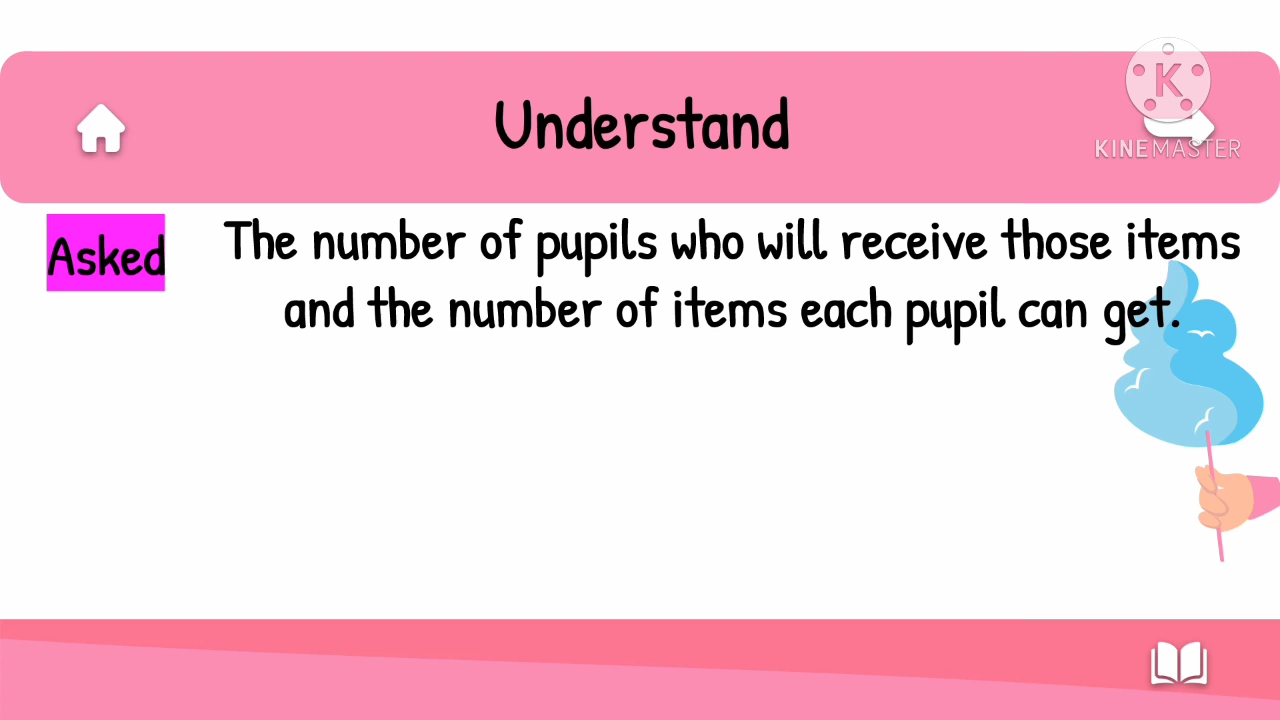 Understand
K
KINEMASTER
Asked
The number of pupils who will receive those items
and the number of items each pupil can get.